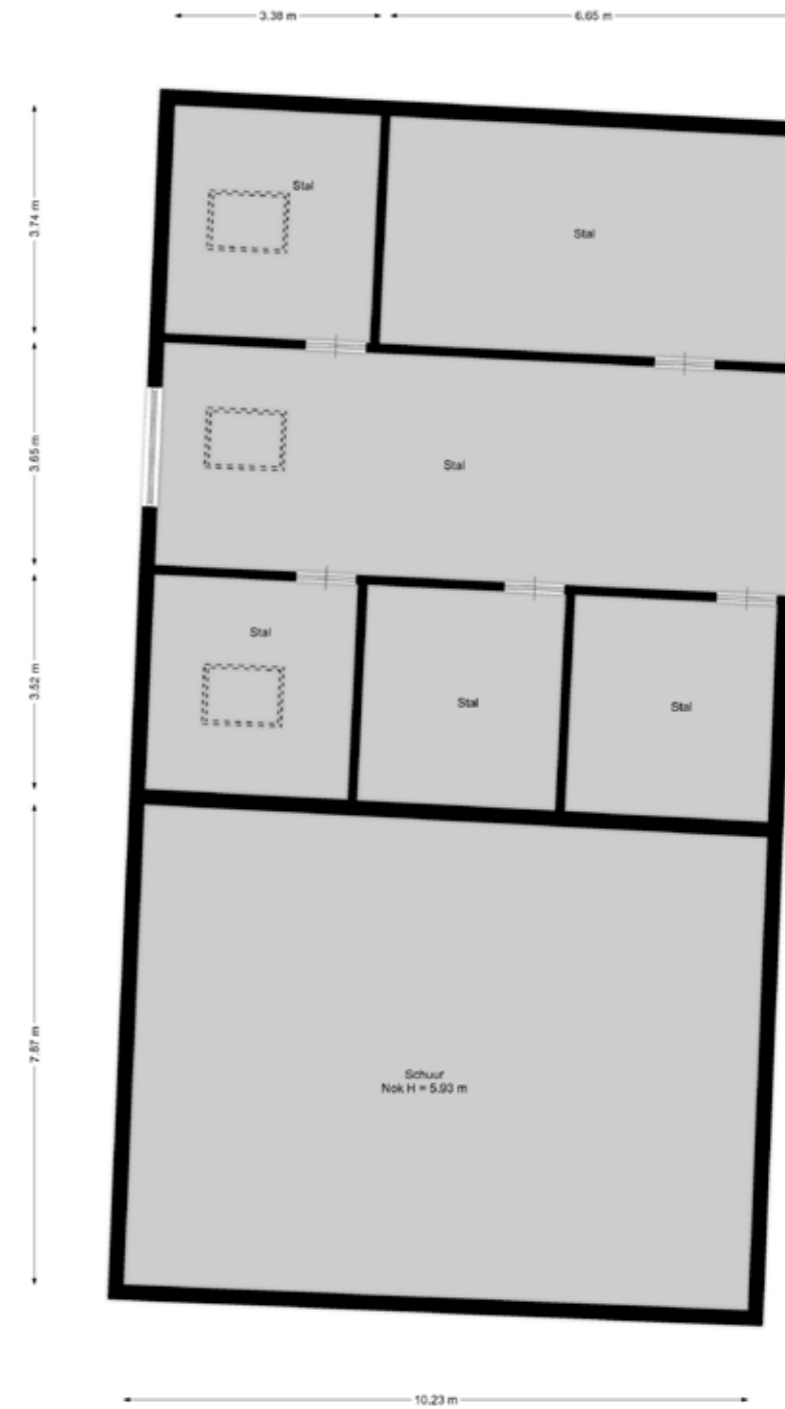 3.38 m
6.65 m
Stal
3.74 m
Stal
3.65 m
Stal
Stal
3.52 m
Stal
Stal
7.87 m
Schuur
Nok H = 5.93 m
10.23 m